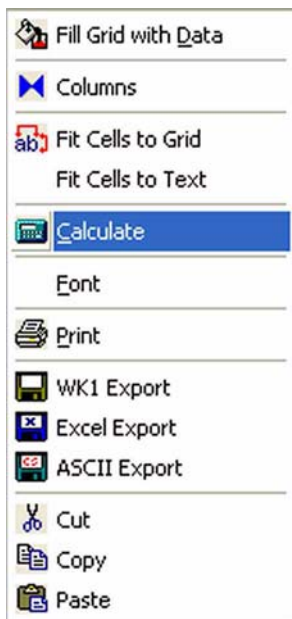 Fill Grid with Data
Columns
ab Fit Cells to Grid
Fit Cells to Text
Calculate
Font
Print
WK1 Export
Excel Export
ASCII Export
Cut
Copy
Paste